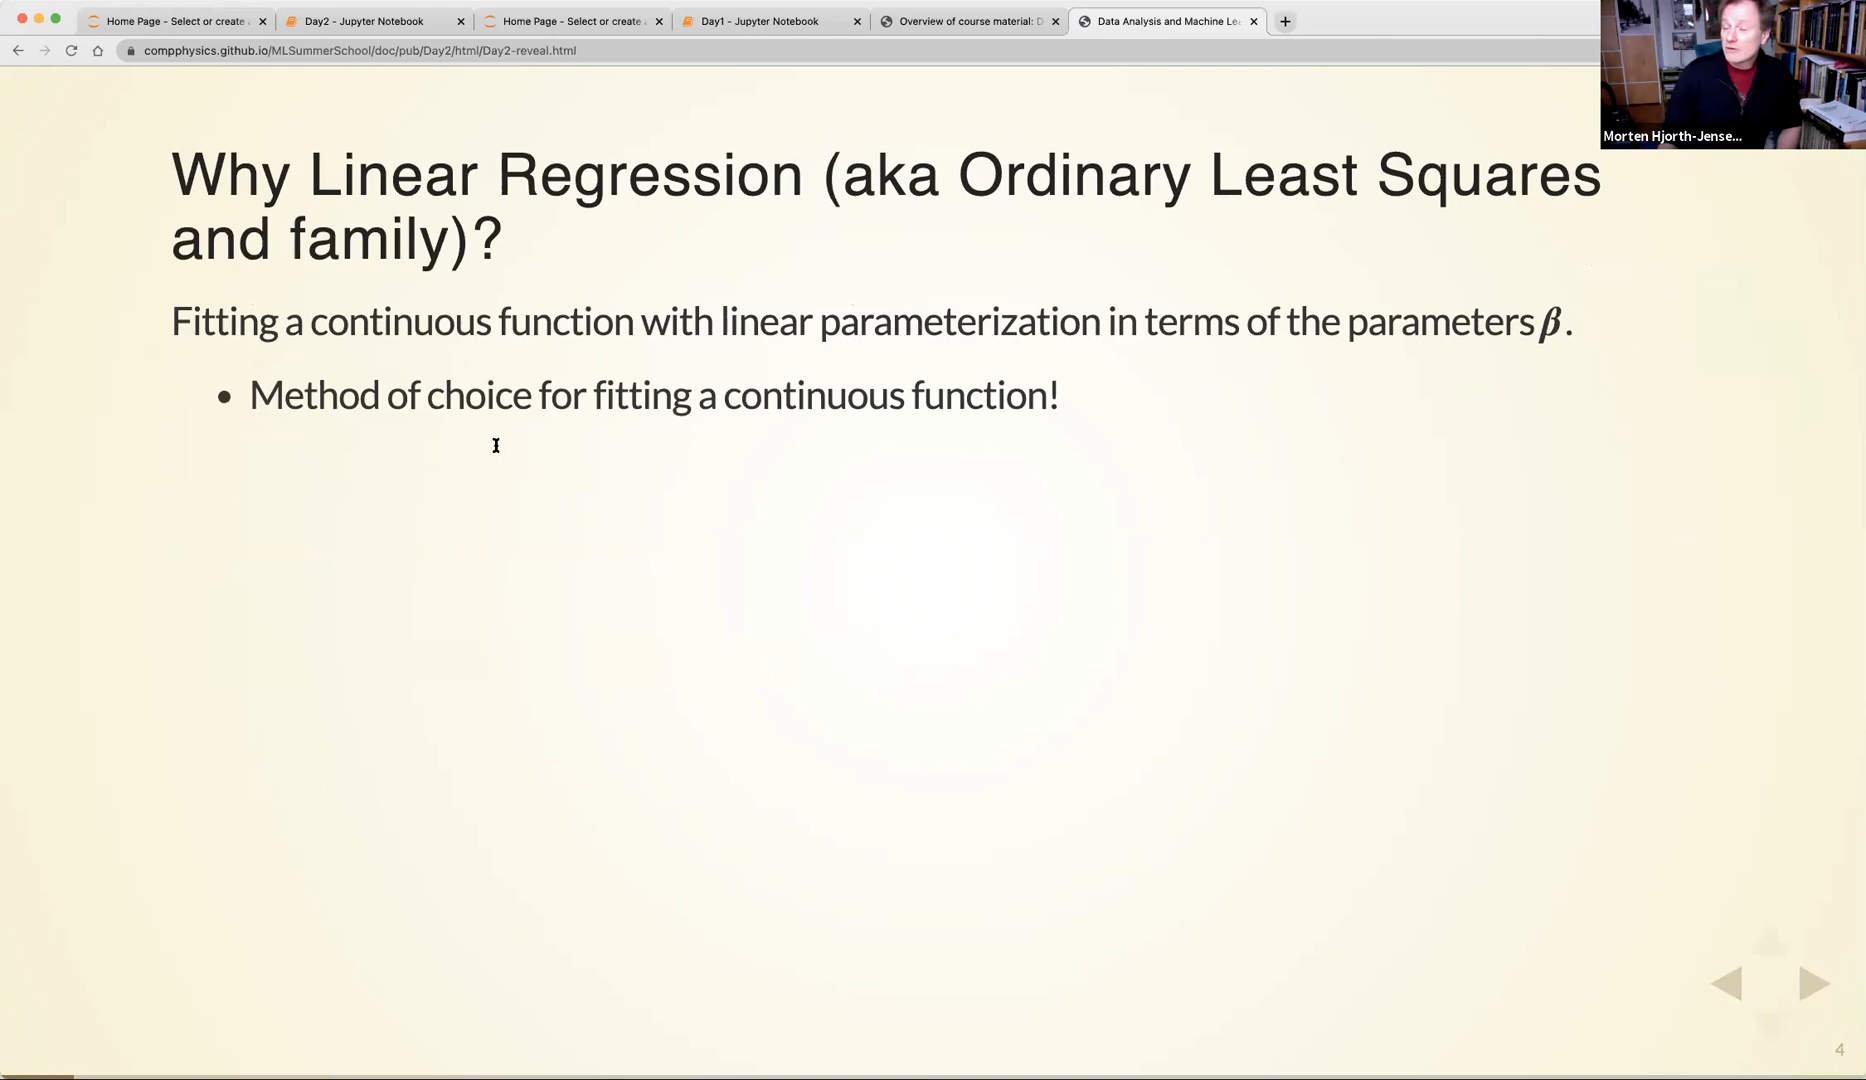 Home Page - Select or create a
Day2 - Jupyter Notebook
Home Page - Select or create a
Day1 - Jupyter Notebook
Overview of course material: D
Data Analysis and Machine Le
compphysics.github.io/MLSummerSchool/doc/pub/Day2/html/Day2-reveal.html
Morten Hjorth-Jense...
Why Linear Regression (aka Ordinary Least Squares
and family)?
Fitting a continuous function with linear parameterization in terms of the parameters β.
• Method of choice for fitting a continuous function!
4